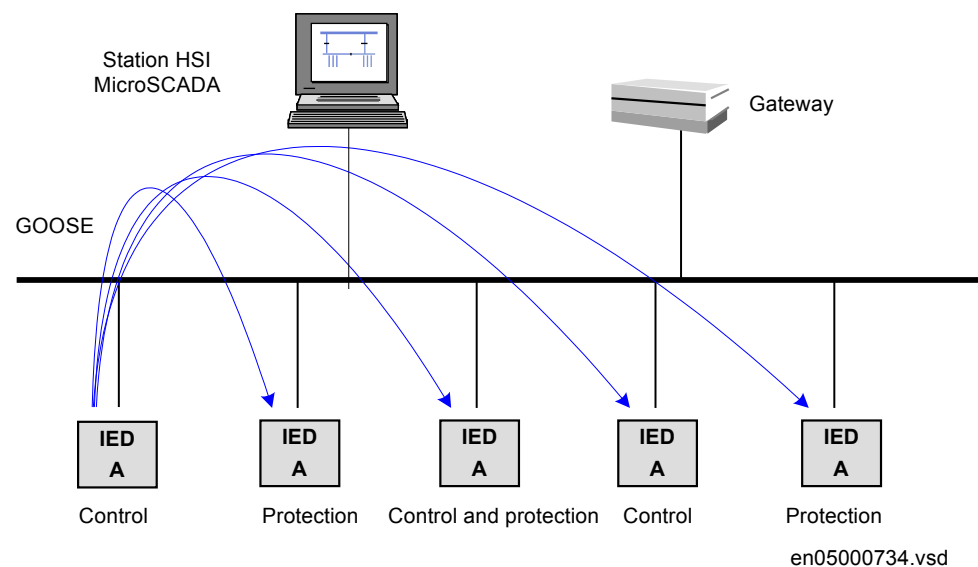 Station HSI
MicroSCADA
Gateway
GOOSE
IED
A
IED
A
IED
A
IED
A
IED
A
Control
Protection
Control and protection
Control
Protection
en05000734.vsd